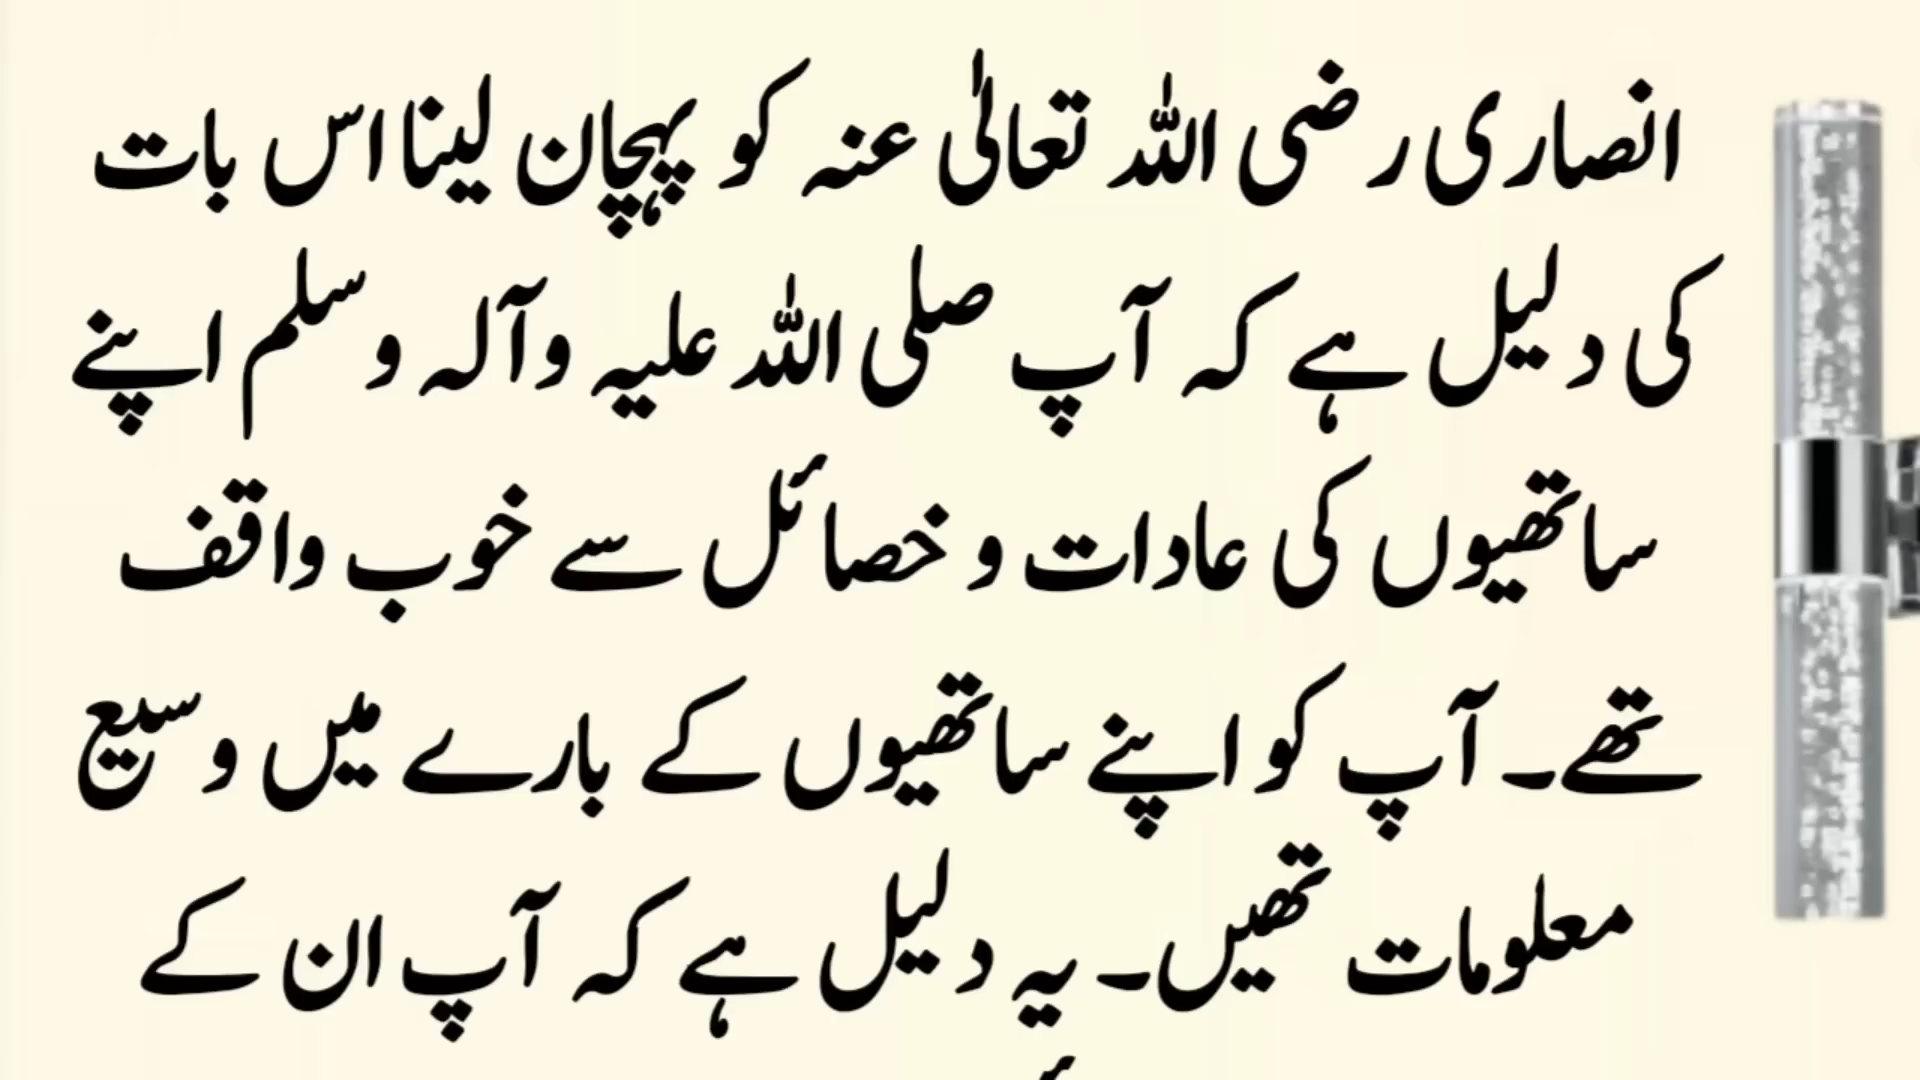 انصاری رضی اللہ تعالیٰ عنہ کو پہچان لینا اس بات
کی دلیل ہے کہ آپ صلی اللہ علیہ وآلہ وسلم اپنے
ساتھیوں کی عادات و خصائل سے خوب واقف
تھے۔ آپ کو اپنے ساتھیوں کے بارے میں وسیع
معلومات تھیں۔ یہ دلیل ہے کہ آپ ان کے